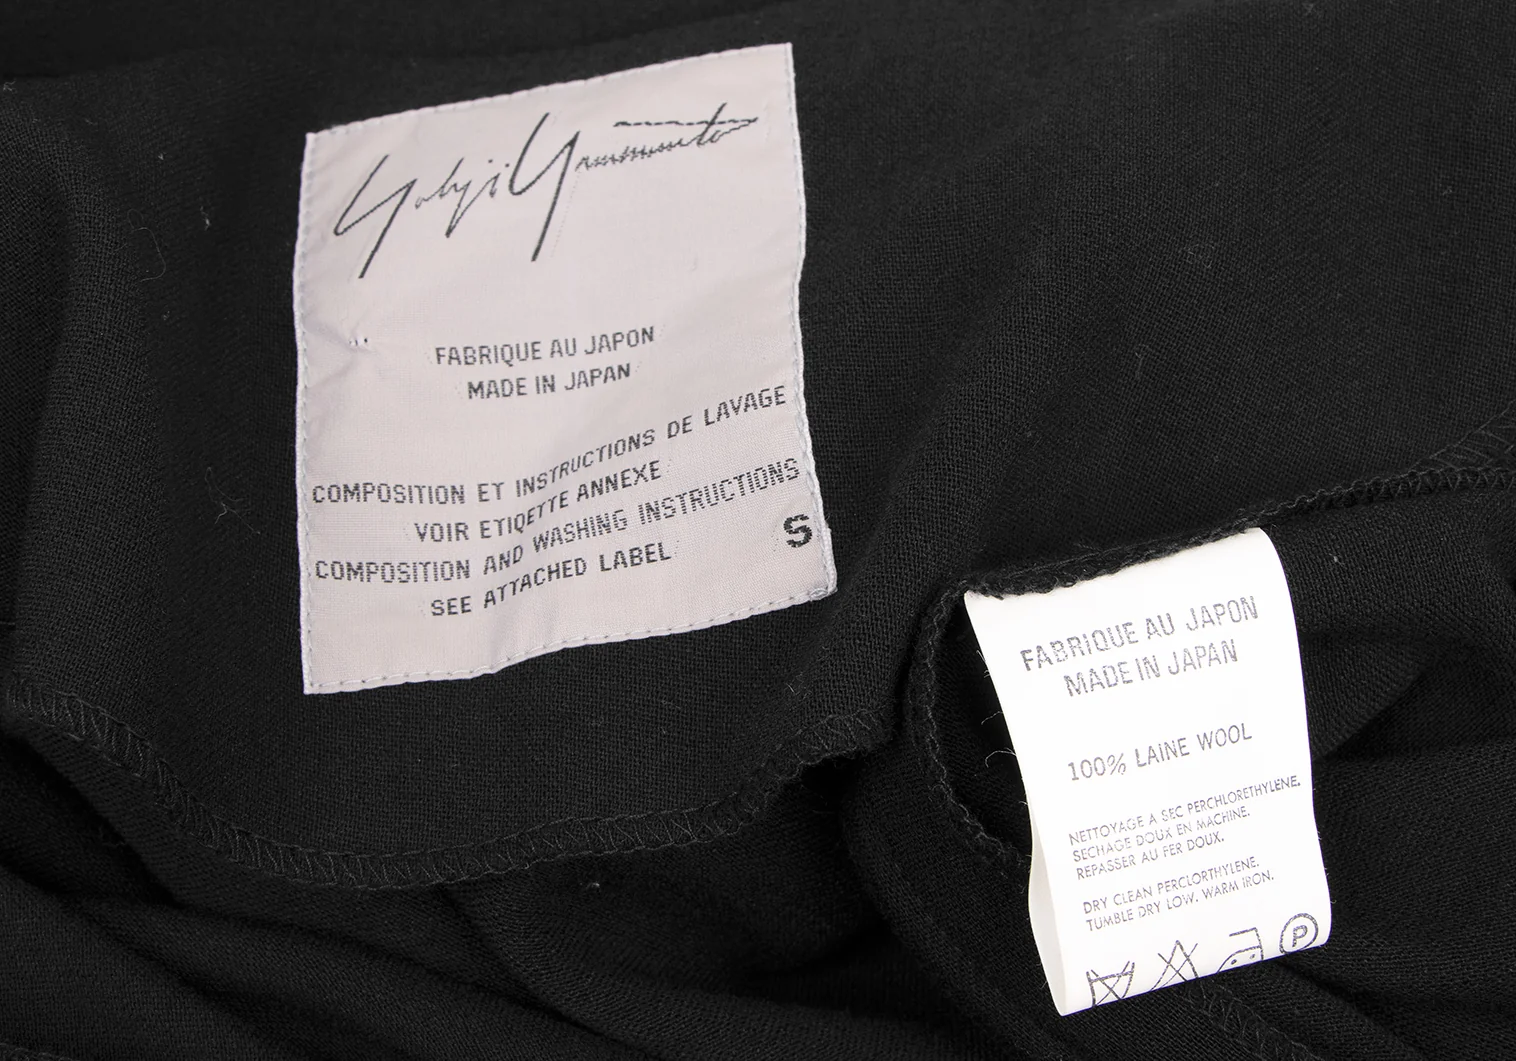 Yohji Yamamoto
FABRIQUE AU JAPON
MADE IN JAPAN
COMPOSITION ET INSTRUCTIONS DE LAVAGE
VOIR ETIQETTE ANNEXE
COMPOSITION AND WASHING INSTRUCTIONS
SEE ATTACHED LABEL
S
FABRIQUE AU JAPON
MADE IN JAPAN
100% LAINE WOOL
NETTOYAGE A SEC PERCHLORETHYLENE.
SECHAGE DOUX EN MACHINE.
REPASSER AU FER DOUX.
DRY CLEAN PERCLORTHYLENE.
TUMBLE DRY LOW. WARM IRON.
P